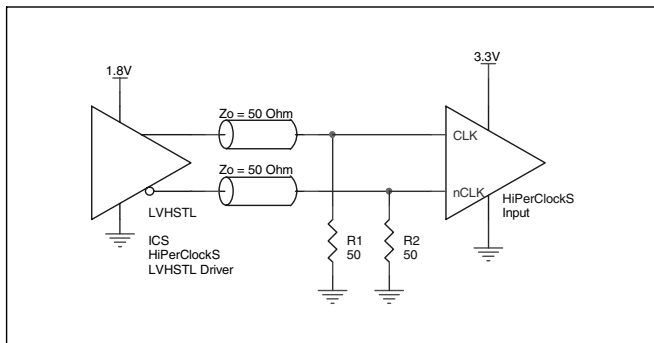 1.8V
3.3V
Zo = 50 Ohm
CLK
Zo = 50 Ohm
nCLK
HiPerClockS
Input
LVHSTL
ICS
HiPerClockS
LVHSTL Driver
R1
50
R2
50